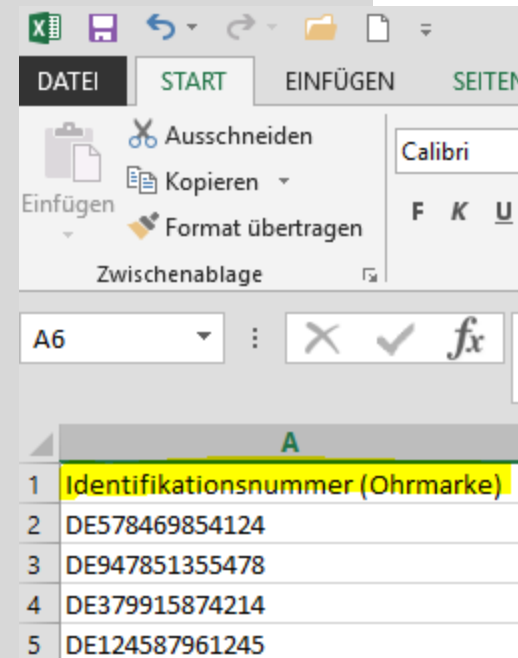 DATEI START EINFÜGEN SEITEN
Ausschneiden
Kopieren
Format übertragen
Einfügen
Zwischenablage
Calibri
F K U
A6 fx
A
1 Identifikationsnummer (Ohrmarke)
2 DE578469854124
3 DE947851355478
4 DE379915874214
5 DE124587961245